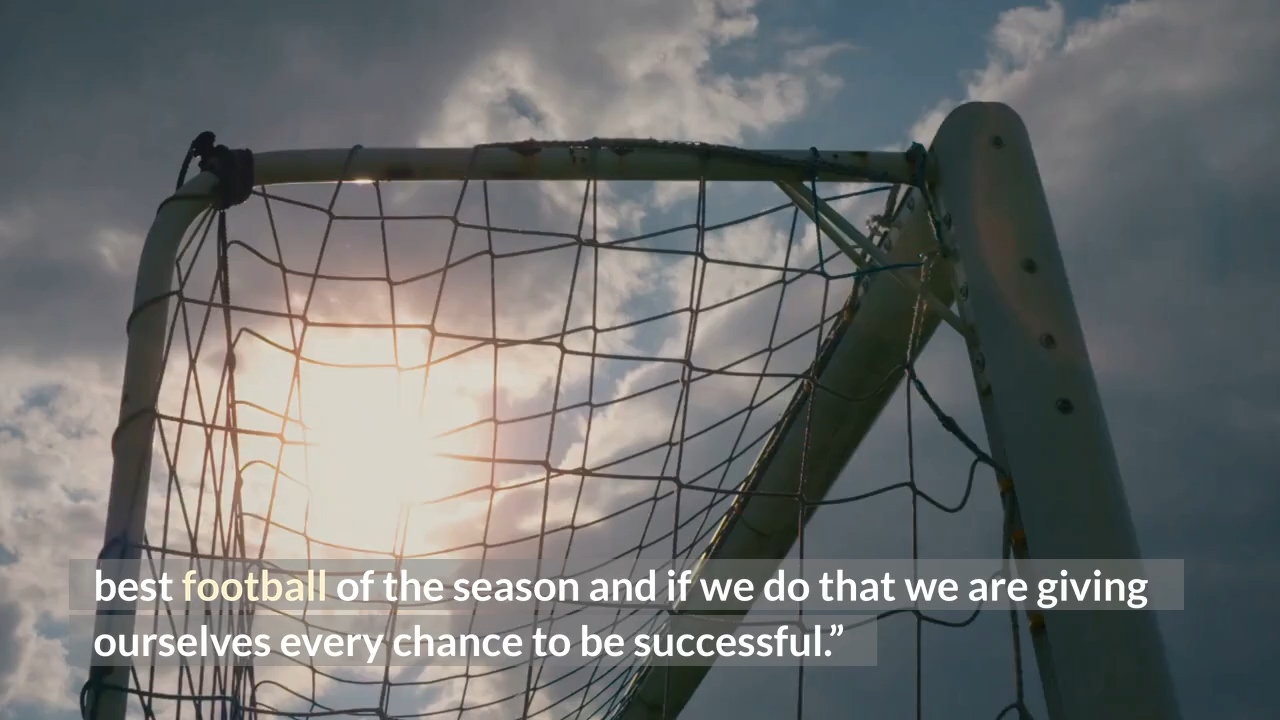 best football of the season and if we do that we are giving
ourselves every chance to be successful.”